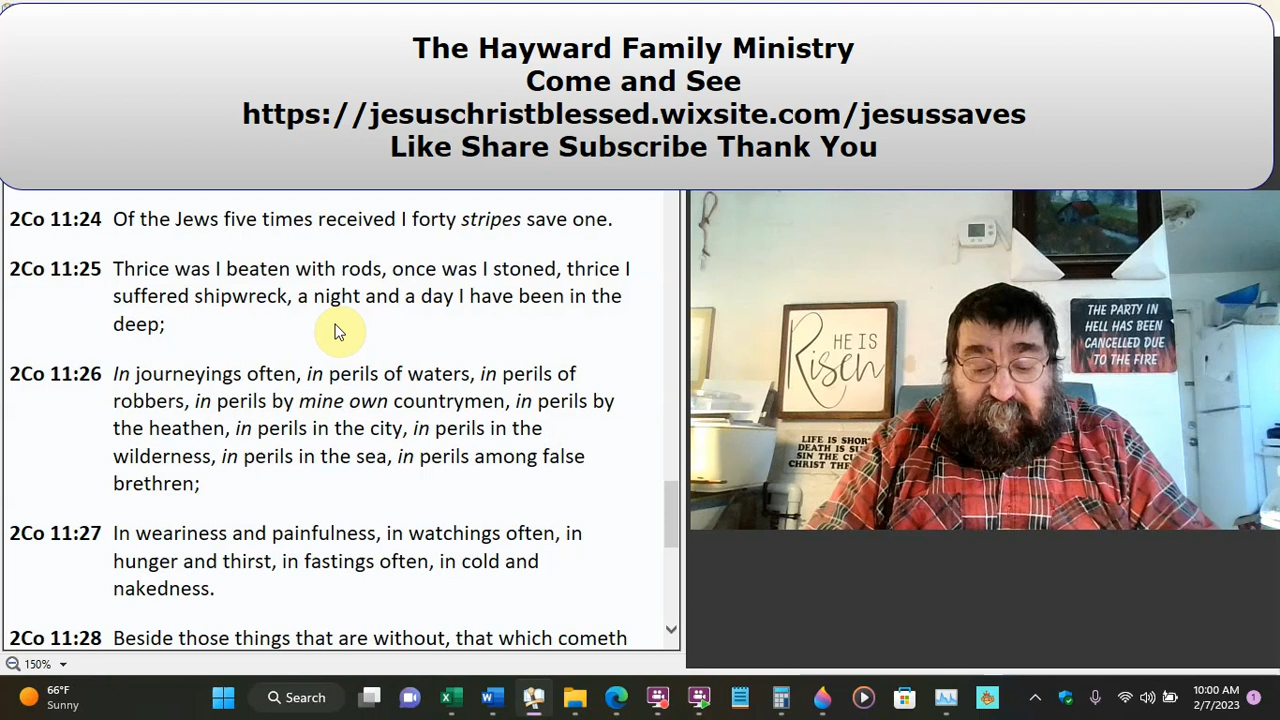 The Hayward Family Ministry
Come and See
https://jesuschristblessed.wixsite.com/jesussaves
Like Share Subscribe Thank You
2Co 11:24 Of the Jews five times received I forty stripes save one.
2Co 11:25 Thrice was I beaten with rods, once was I stoned, thrice I
suffered shipwreck, a night and a day I have been in the
deep;
2Co 11:26 In journeyings often, in perils of waters, in perils of
robbers, in perils by mine own countrymen, in perils by
the heathen, in perils in the city, in perils in the
wilderness, in perils in the sea, in perils among false
brethren;
2Co 11:27 In weariness and painfulness, in watchings often, in
hunger and thirst, in fastings often, in cold and
nakedness.
2Co 11:28 Beside those things that are without, that which cometh
150%
HE IS
Risen
THE PARTY IN
HELL HAS BEEN
CANCELLED DUE
TO THE FIRE
LIFE IS
DEATH IS
SIN THE
CHRIST
66°F
Sunny
Search
10:00 AM
2/7/2023
1